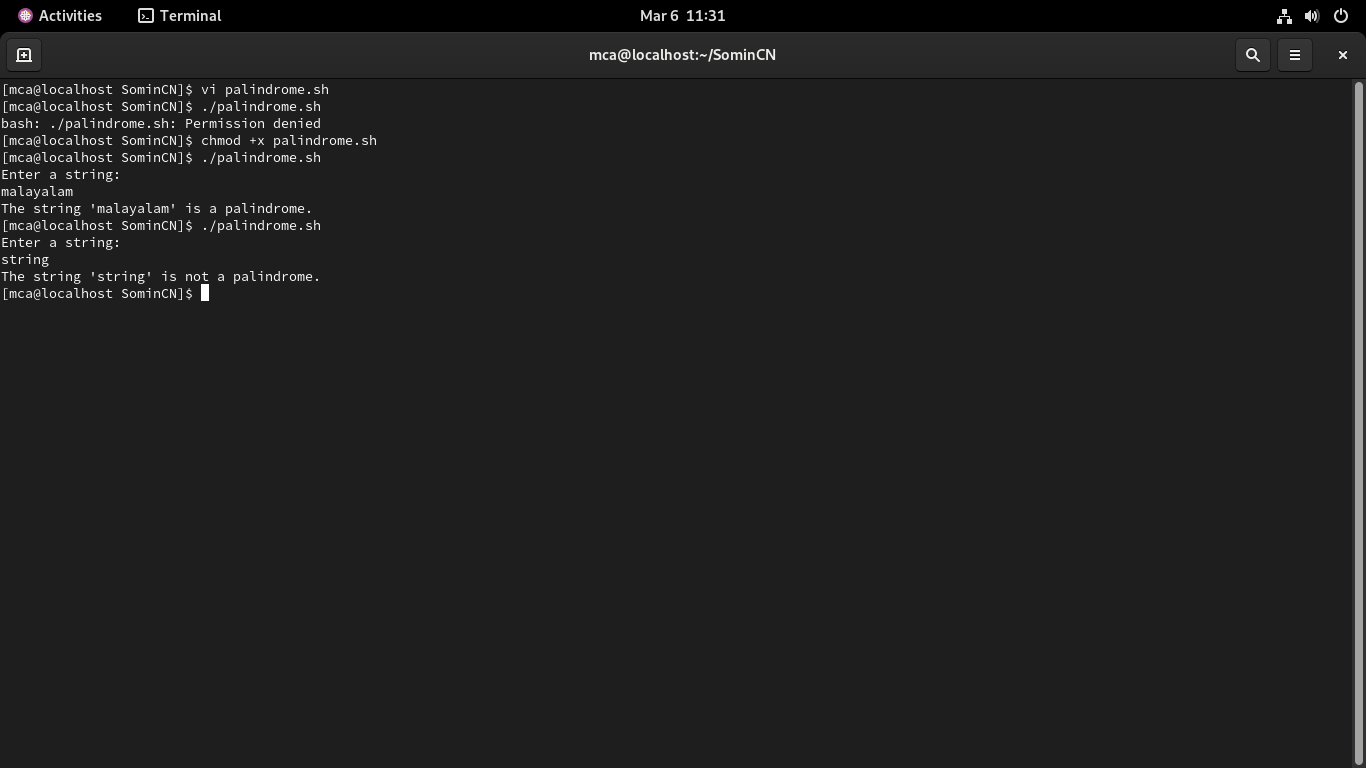 Activities Terminal Mar 6 11:31
mca@localhost:~/SominCN
[mca@localhost SominCN]$ vi palindrome.sh
[mca@localhost SominCN]$ ./palindrome.sh
bash: ./palindrome.sh: Permission denied
[mca@localhost SominCN]$ chmod +x palindrome.sh
[mca@localhost SominCN]$ ./palindrome.sh
Enter a string:
malayalam
The string 'malayalam' is a palindrome.
[mca@localhost SominCN]$ ./palindrome.sh
Enter a string:
string
The string 'string' is not a palindrome.
[mca@localhost SominCN]$